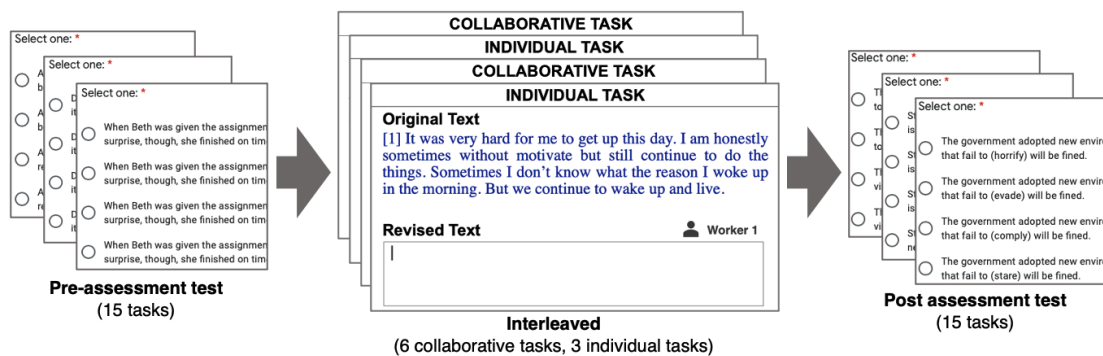 Select one: *
Select one: *
Select one: *
When Beth was given the assignmen
surprise, though, she finished on tim
When Beth was given the assignmen
surprise, though, she finished on tim
When Beth was given the assignmen
surprise, though, she finished on tim
When Beth was given the assignmen
surprise, though, she finished on tim
Pre-assessment test
(15 tasks)
COLLABORATIVE TASK
INDIVIDUAL TASK
COLLABORATIVE TASK
INDIVIDUAL TASK
Original Text
[1] It was very hard for me to get up this day. I am honestly
sometimes without motivate but still continue to do the
things. Sometimes I don't know what the reason I woke up
in the morning. But we continue to wake up and live.
Revised Text
Worker 1
Interleaved
(6 collaborative tasks, 3 individual tasks)
Select one: *
Select one: *
Select one: *
The government adopted new enviro
that fail to (horrify) will be fined.
The government adopted new enviro
that fail to (evade) will be fined.
The government adopted new enviro
that fail to (comply) will be fined.
The government adopted new enviro
that fail to (stare) will be fined.
Post assessment test
(15 tasks)